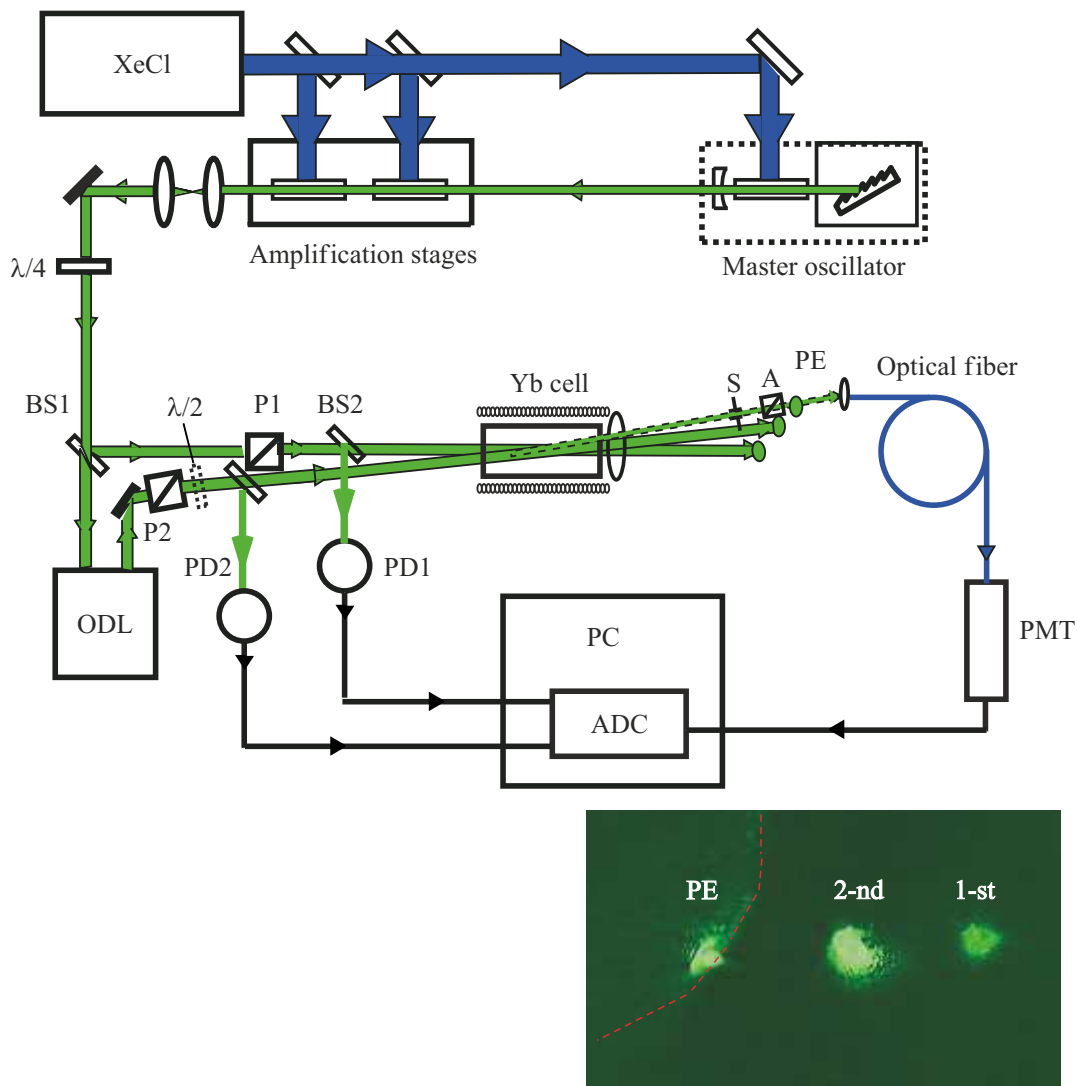 XeCl
Amplification stages
Master oscillator
λ/4
PE
Optical fiber
S
A
Yb cell
BS1
λ/2
P1
BS2
P2
PD2
PD1
ODL
PC
PMT
ADC
PE
2-nd
1-st